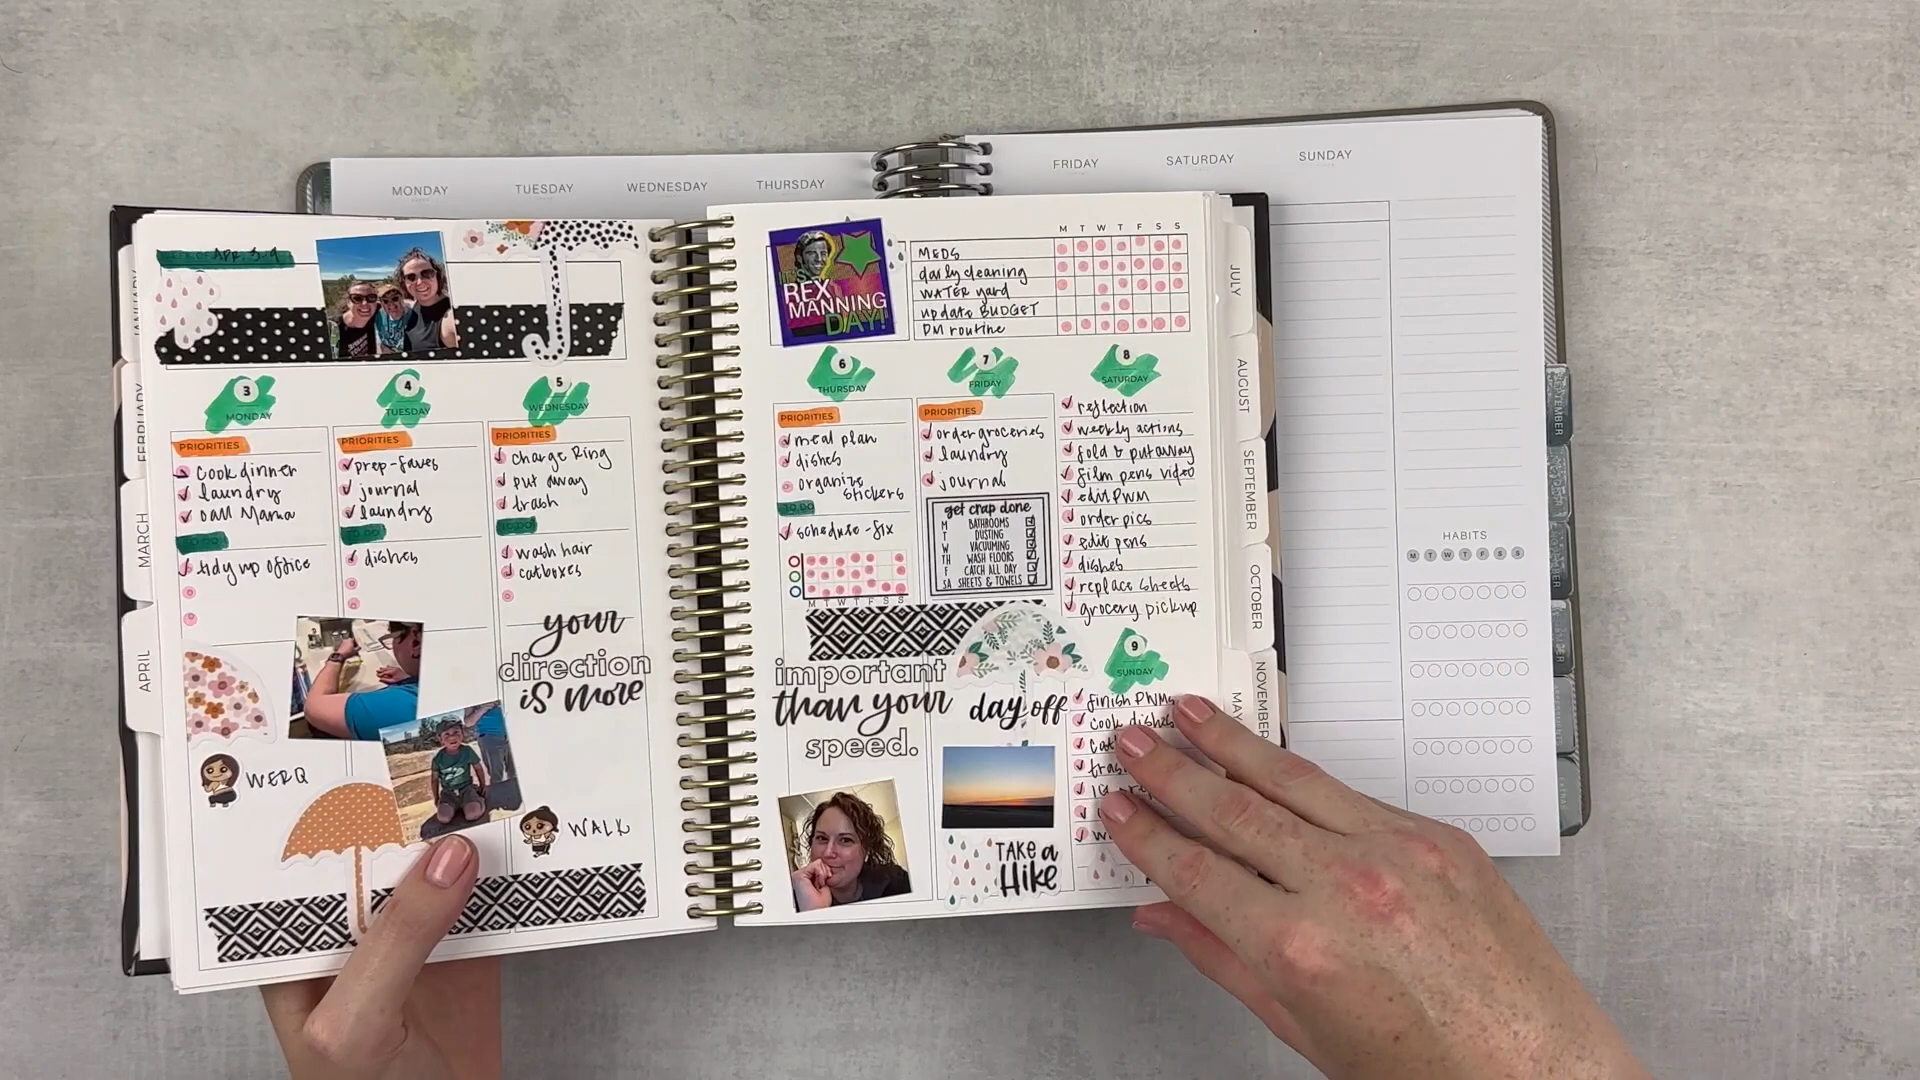 MONDAY TUESDAY WEDNESDAY THURSDAY
FRIDAY SATURDAY SUNDAY
HABITS
M T W T F S S
SEPTEMBER
JANUARY
FEBRUARY
MARCH
APRIL
APR. 3-9
3
MONDAY
PRIORITIES
cook dinner
laundry
call Mama
tidy up office
WERQ
4
TUESDAY
PRIORITIES
prep-faves
journal
laundry
dishes
5
WEDNESDAY
PRIORITIES
charge Ring
put away
trash
wash hair
catboxes
your
direction
is more
WALK
IT'S
REX
MANNING
DAY!
M T W T F S S
MEDS
daily cleaning
WATER yard
update BUDGET
PM routine
6
THURSDAY
PRIORITIES
meal plan
dishes
organize
stickers
schedule-fix
M T W T F S S
important
than your
speed.
7
FRIDAY
PRIORITIES
order groceries
laundry
journal
get crap done
M BATHROOMS
T DUSTING
W VACUUMING
TH WASH FLOORS
F CATCH ALL DAY
SA SHEETS & TOWELS
day off
TAKE a
Hike
8
SATURDAY
reflection
weekly actions
fold & put away
film pens video
edit PWM
order pics
edit pens
dishes
replace sheets
grocery pickup
9
SUNDAY
finish PWMs
cook dishes
JULY
AUGUST
SEPTEMBER
OCTOBER
NOVEMBER
MAY